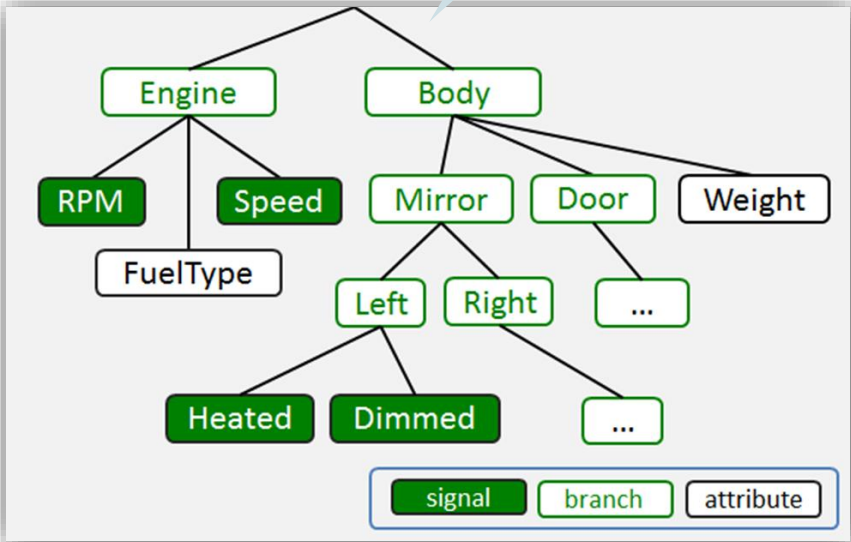 Engine
Body
RPM
Speed
Mirror
Door
Weight
FuelType
Left
Right
...
Heated
Dimmed
...
signal
branch
attribute